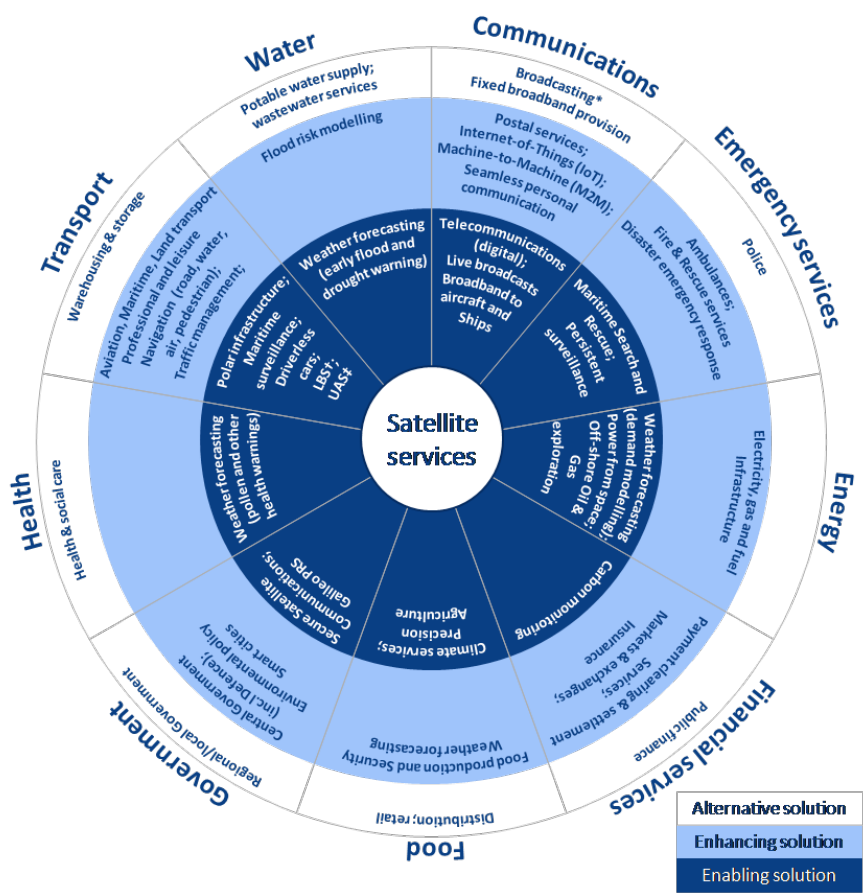 Communications
Broadcasting*
Fixed broadband provision
Postal services;
Internet-of-Things (IoT);
Machine-to-Machine (M2M);
Seamless personal
communication
Telecommunications
(digital);
Live broadcasts
Broadband to
aircraft and
Ships
Emergency services
Police
Ambulances;
Fire & Rescue services
Disaster emergency response
Maritime Search and
Rescue;
Persistent
surveillance
Energy
Electricity, gas and fuel
Infrastructure
Weather forecasting
(demand modelling);
Power from space;
Off-shore Oil &
Gas
exploration
Financial services
Public finance
Payment clearing & settlement
Services;
Markets & exchanges;
Insurance
Carbon monitoring
Food
Distribution; retail
Food production and Security
Weather forecasting
Climate services;
Precision
Agriculture
Government
Regional/local Government
Central Government
(inc.l Defence);
Environmental policy
Smart cities
Secure Satellite
Communications;
Galileo PRS
Health
Health & social care
Weather forecasting
(pollen and other
health warnings)
Transport
Warehousing & storage
Aviation, Maritime, Land transport
Professional and leisure
Navigation (road, water,
air, pedestrian);
Traffic management;
Polar infrastructure;
Maritime
surveillance;
Driverless
cars;
LBS†;
UAS‡
Water
Potable water supply;
wastewater services
Flood risk modelling
Weather forecasting
(early flood and
drought warning)
Satellite
services
Alternative solution
Enhancing solution
Enabling solution